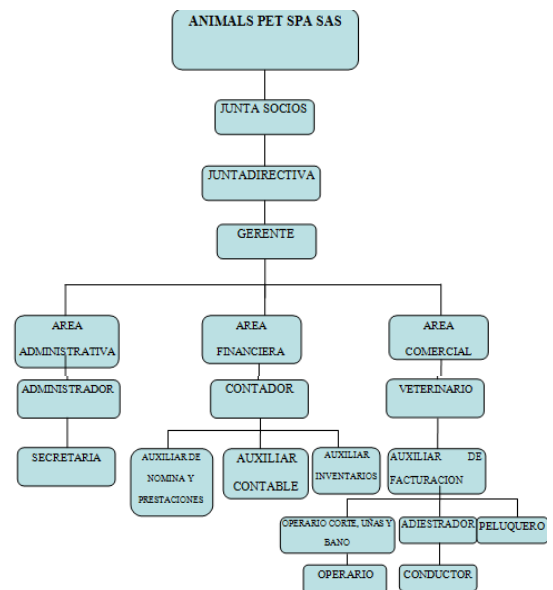 ANIMALS PET SPA SAS
JUNTA SOCIOS
JUNTADIRECTIVA
GERENTE
AREA
ADMINISTRATIVA
AREA
FINANCIERA
AREA
COMERCIAL
ADMINISTRADOR
CONTADOR
VETERINARIO
SECRETARIA
AUXILIAR DE
NOMINA Y
PRESTACIONES
AUXILIAR
CONTABLE
AUXILIAR
INVENTARIOS
AUXILIAR DE
FACTURACION
OPERARIO CORTE, UÑAS Y
BANO
ADIESTRADOR
PELUQUERO
OPERARIO
CONDUCTOR